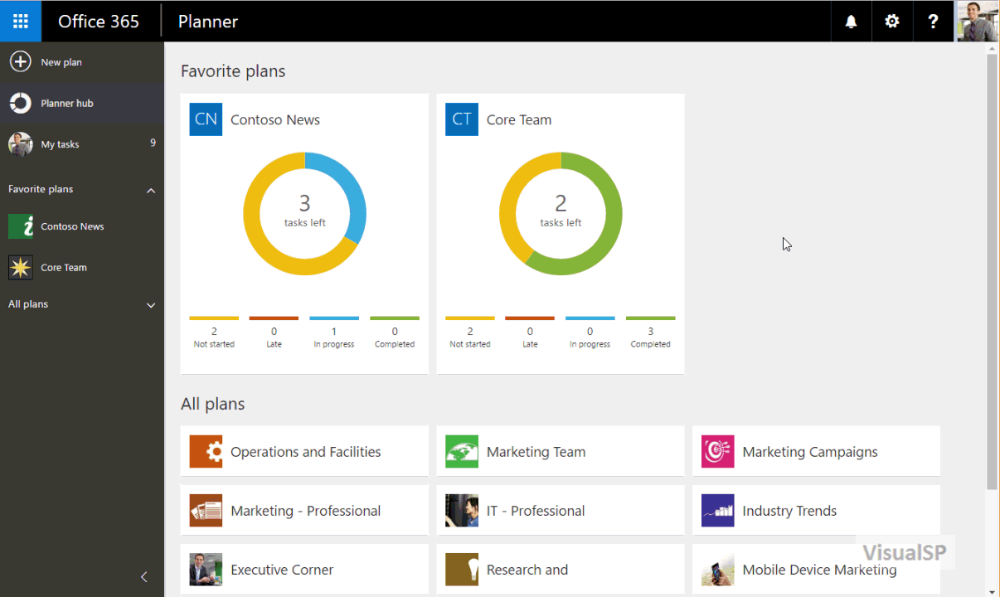 Office 365
Planner
?
New plan
Planner hub
My tasks 9
Favorite plans
i Contoso News
Core Team
All plans
Favorite plans
CN Contoso News
3
tasks left
2 0 1 0
Not started Late In progress Completed
CT Core Team
2
tasks left
2 0 0 3
Not started Late In progress Completed
All plans
Operations and Facilities
Marketing Team
Marketing Campaigns
Marketing - Professional
IT - Professional
Industry Trends
Executive Corner
Research and
Mobile Device Marketing
VisualSP